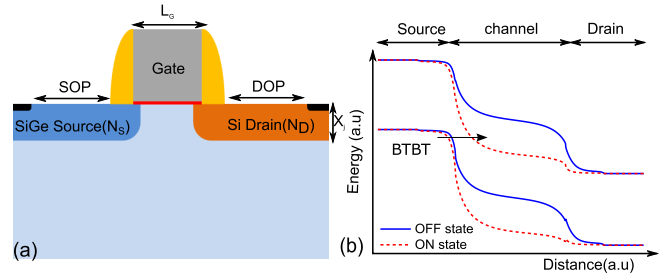 L_G
Gate
SOP
DOP
SiGe Source(N_S)
Si Drain(N_D)
X_J
(a)
Source
channel
Drain
Energy (a.u)
BTBT
OFF state
ON state
(b)
Distance(a.u)